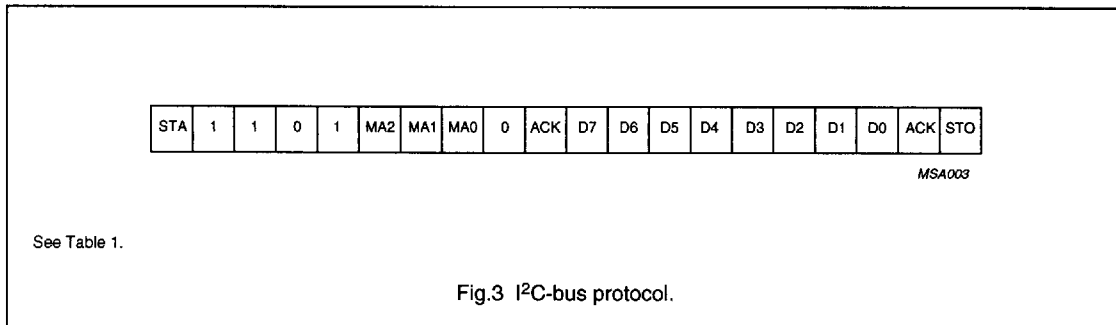 STA 1 1 0 1 MA2 MA1 MA0 0 ACK D7 D6 D5 D4 D3 D2 D1 D0 ACK STO
MSA003
See Table 1.
Fig.3 I²C-bus protocol.